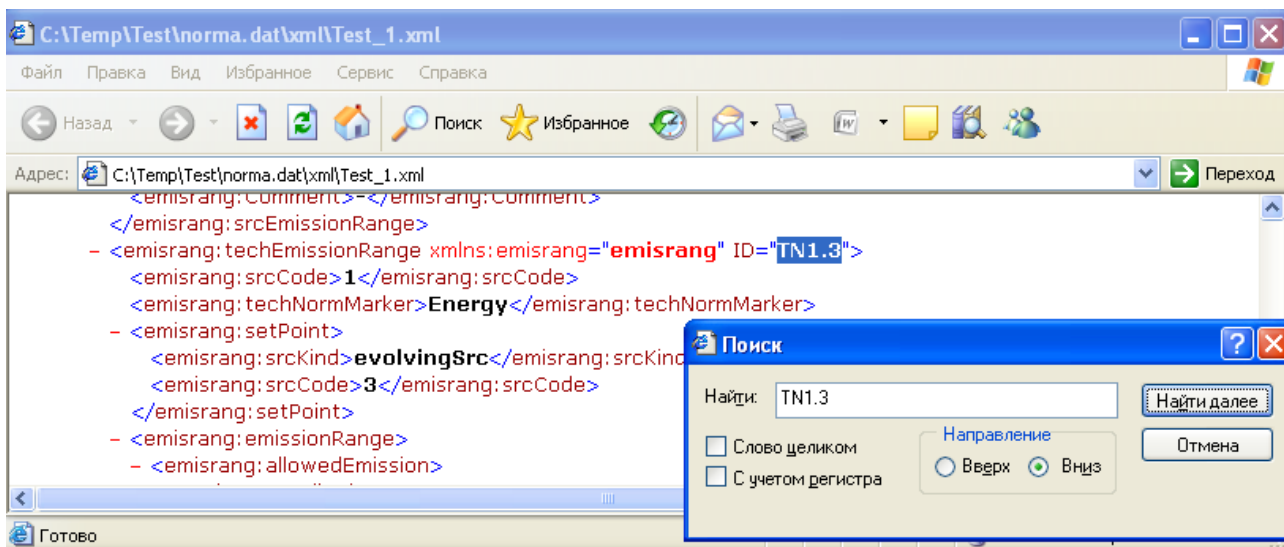 C:\Temp\Test\norma.dat\xml\Test_1.xml
Файл Правка Вид Избранное Сервис Справка
Назад Поиск Избранное
Адрес: C:\Temp\Test\norma.dat\xml\Test_1.xml Переход
<emisrang:Comment>-</emisrang:Comment>
</emisrang:srcEmissionRange>
- <emisrang:techEmissionRange xmlns:emisrang="emisrang" ID="TN1.3">
<emisrang:srcCode>1</emisrang:srcCode>
<emisrang:techNormMarker>Energy</emisrang:techNormMarker>
- <emisrang:setPoint>
<emisrang:srcKind>evolvingSrc</emisrang:srcKind
<emisrang:srcCode>3</emisrang:srcCode>
</emisrang:setPoint>
- <emisrang:emissionRange>
- <emisrang:allowedEmission>
Готово
Поиск
Найти: TN1.3
Найти далее
Слово целиком
С учетом регистра
Направление
Вверх Вниз
Отмена